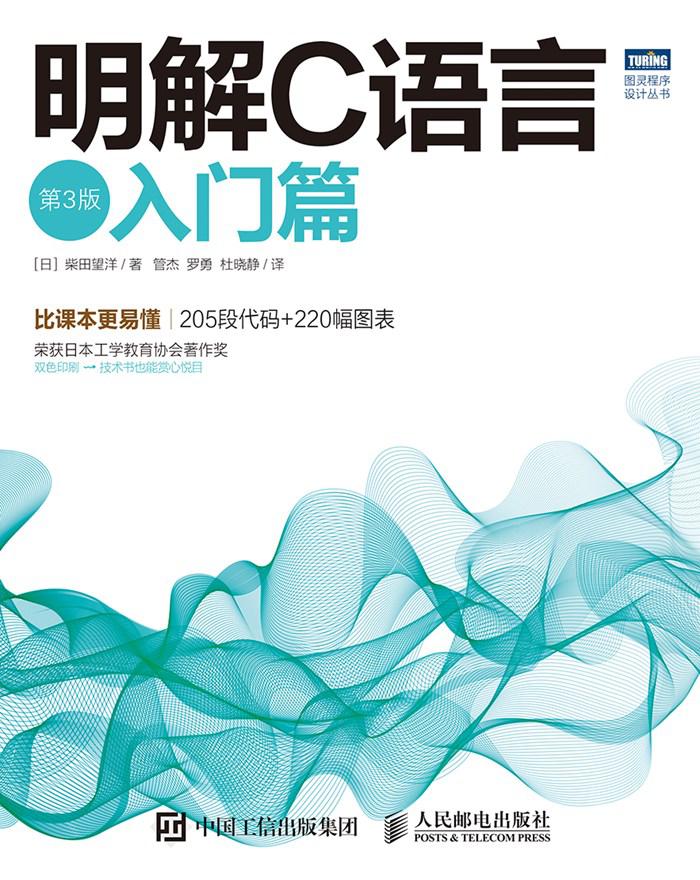 明解C语言
TURING
图灵程序
设计丛书
第3版
入门篇
[日] 柴田望洋/著 管杰 罗勇 杜晓静/译
比课本更易懂|205段代码+220幅图表
荣获日本工学教育协会著作奖
双色印刷 → 技术书也能赏心悦目
中国工信出版集团
人民邮电出版社
POSTS & TELECOM PRESS